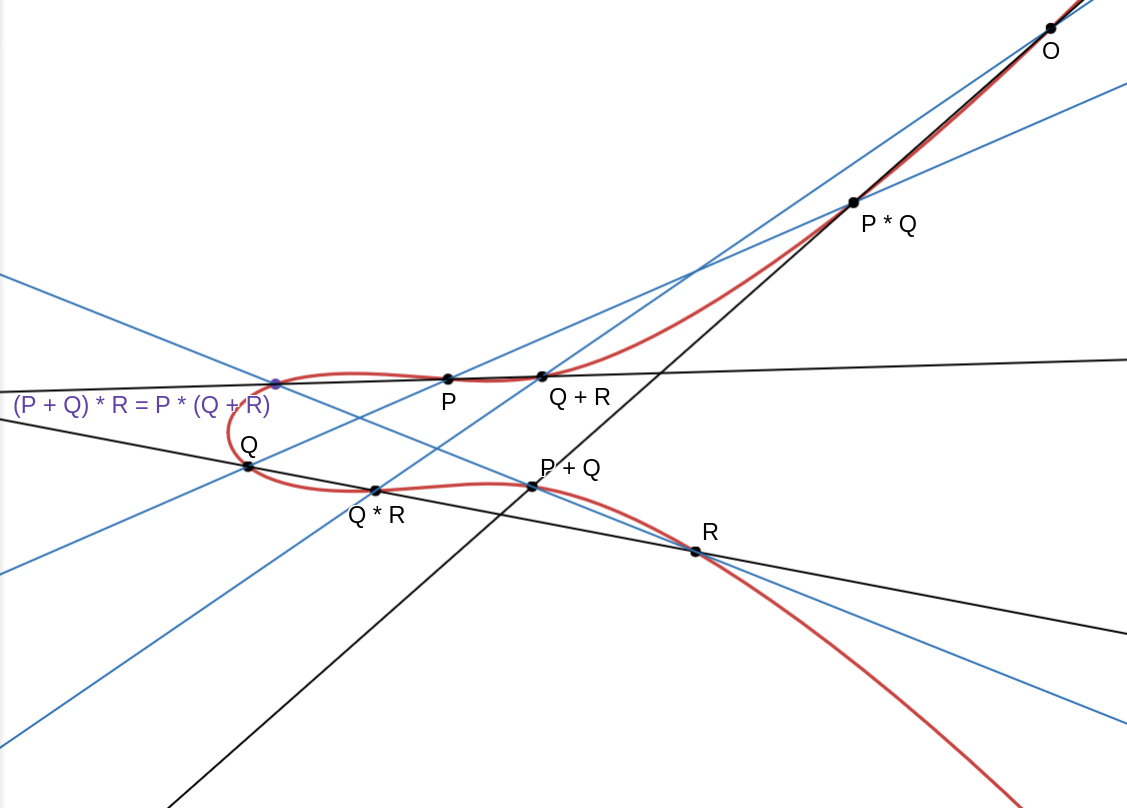 O
P * Q
P
Q + R
(P + Q) * R = P * (Q + R)
Q
P + Q
Q * R
R